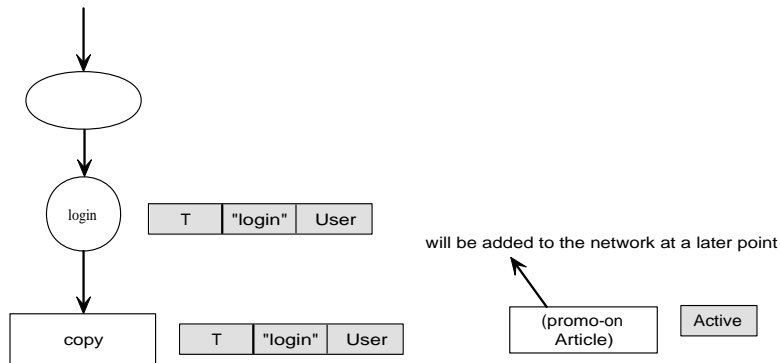 login
T "login" User
will be added to the network at a later point
copy
T "login" User
(promo-on
Article)
Active